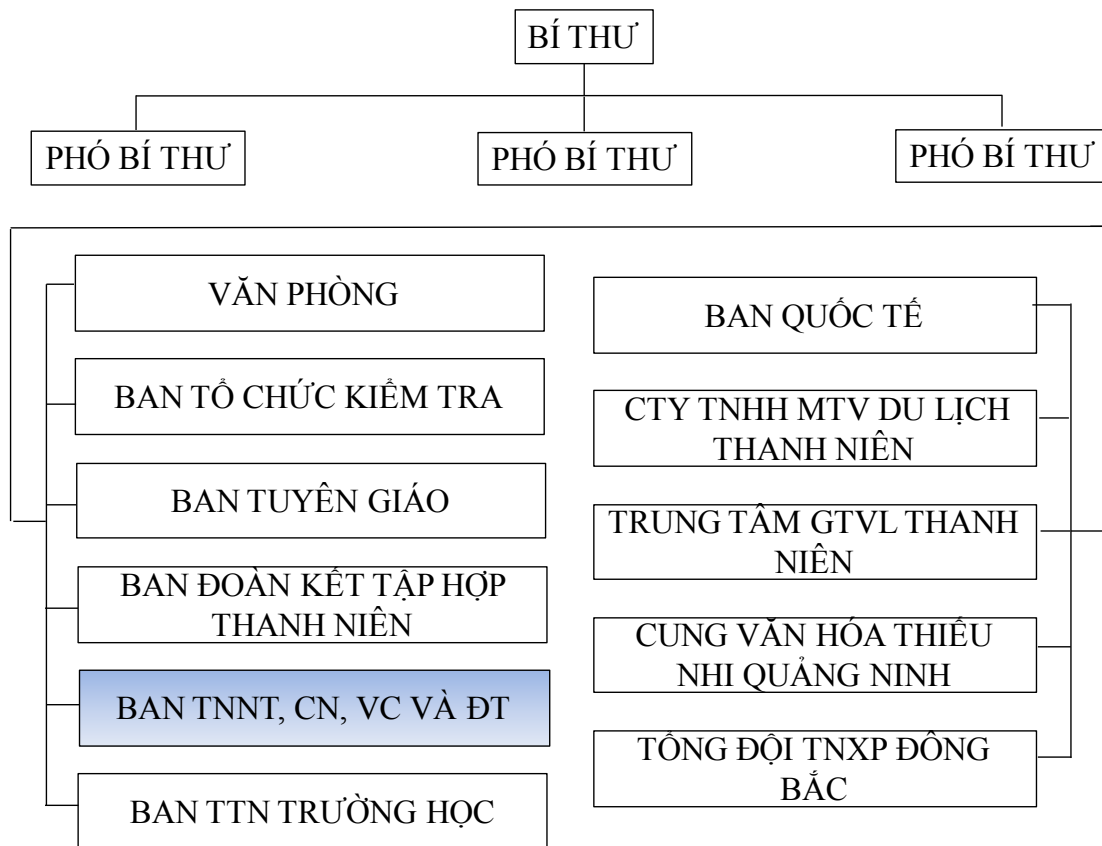 BÍ THƯ
PHÓ BÍ THƯ
PHÓ BÍ THƯ
PHÓ BÍ THƯ
VĂN PHÒNG
BAN TỔ CHỨC KIỂM TRA
BAN TUYÊN GIÁO
BAN ĐOÀN KẾT TẬP HỢP
THANH NIÊN
BAN TNNT, CN, VC VÀ ĐT
BAN TTN TRƯỜNG HỌC
BAN QUỐC TẾ
CTY TNHH MTV DU LỊCH
THANH NIÊN
TRUNG TÂM GTVL THANH
NIÊN
CUNG VĂN HÓA THIẾU
NHI QUẢNG NINH
TỔNG ĐỘI TNXP ĐÔNG
BẮC